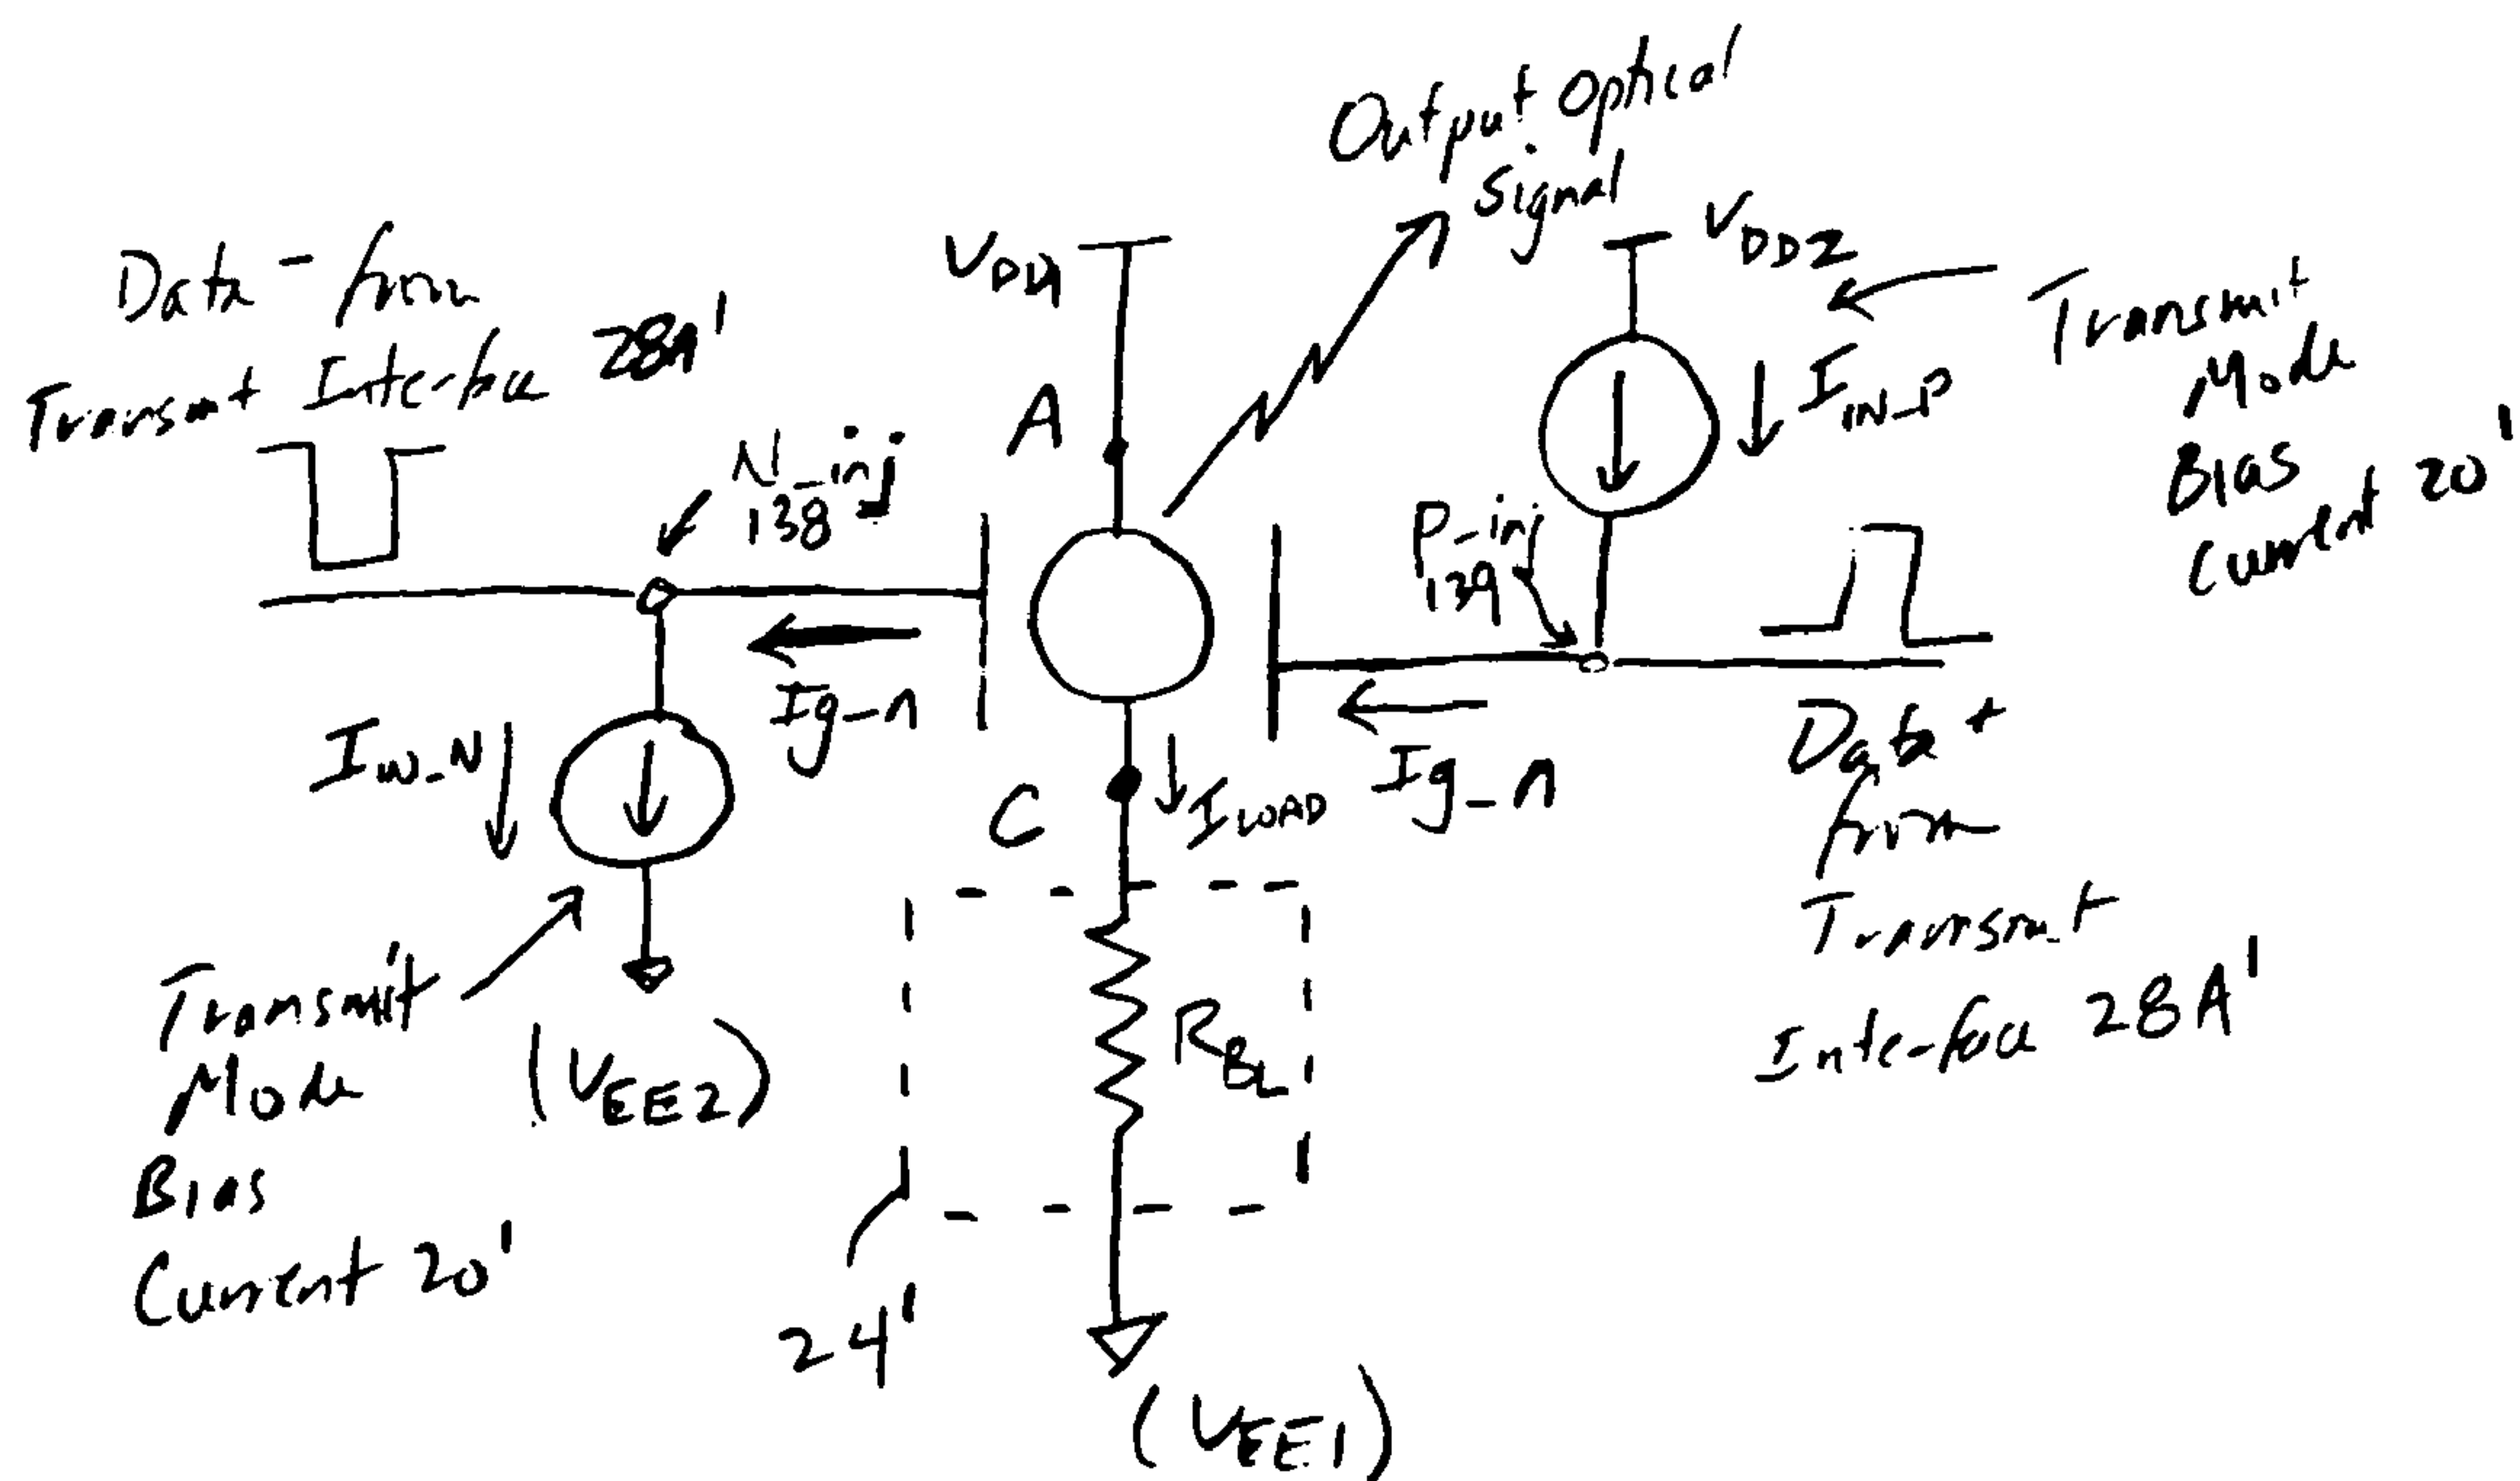 Output Optical
Signal
Data - from
Transmit Interface 28A'
VDD1
A
N_inj
138
VDD2
IIN_P
Transmit
Mode
Bias
Current 20'
P_inj
139
Ig_n
IIN_N
C
ILOAD
Ig_n
Data +
from
Transmit
Interface 28A'
Transmit
Mode
Bias
Current 20'
(VEE2)
RBL
24'
(VEE1)